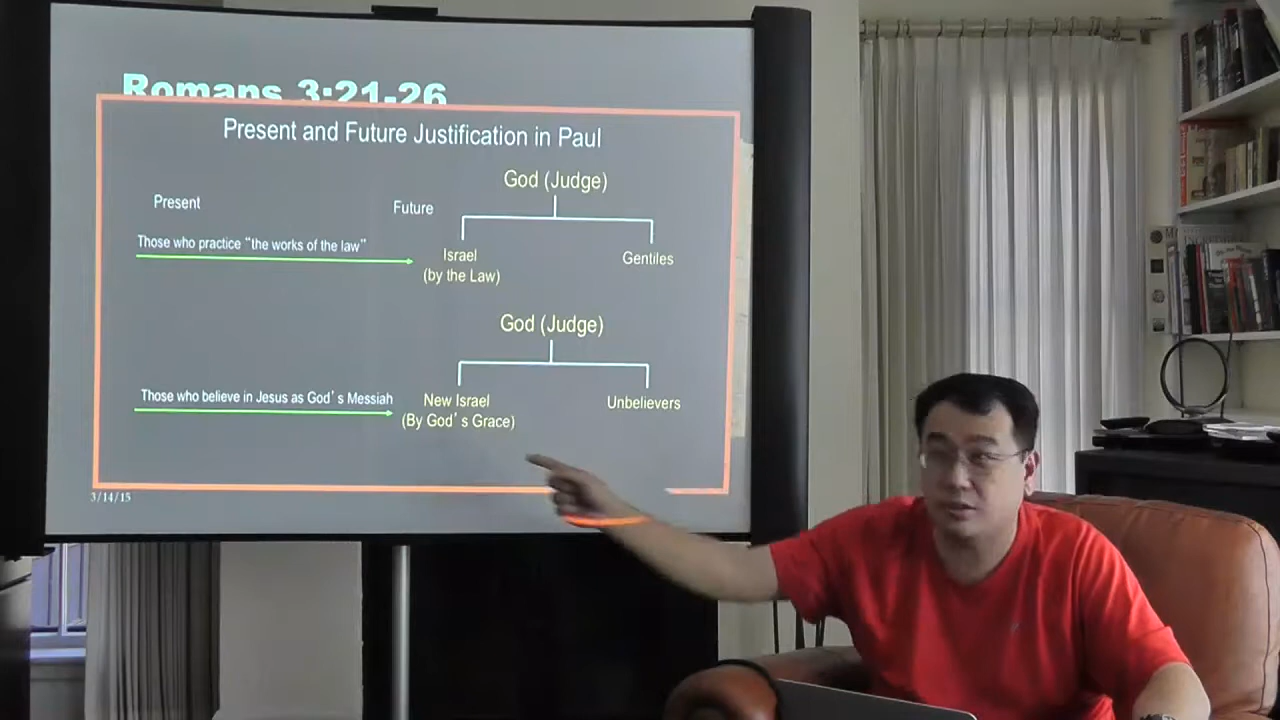 Romans 3:21-26
Present and Future Justification in Paul
God (Judge)
Present
Future
Those who practice “the works of the law”
Israel
(by the Law)
Gentiles
God (Judge)
Those who believe in Jesus as God’s Messiah
New Israel
(By God’s Grace)
Unbelievers
3/14/15